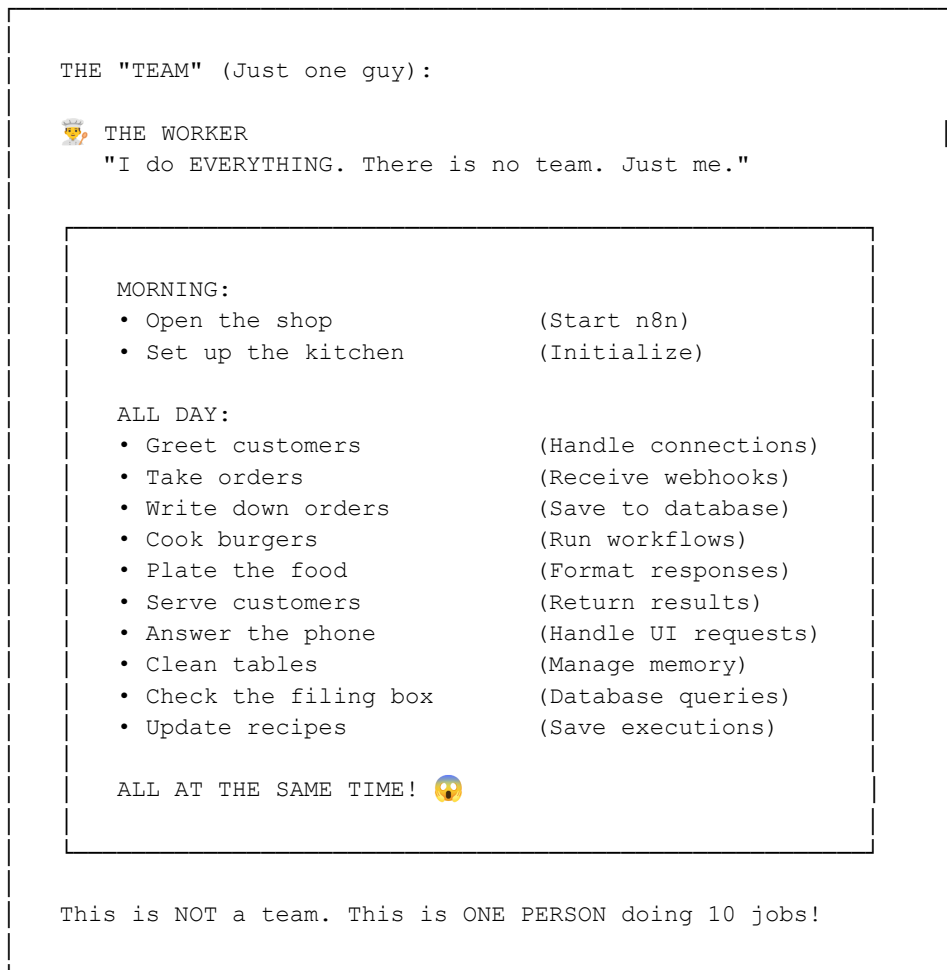 THE "TEAM" (Just one guy):
👨‍🍳 THE WORKER
"I do EVERYTHING. There is no team. Just me."
MORNING:
• Open the shop (Start n8n)
• Set up the kitchen (Initialize)
ALL DAY:
• Greet customers (Handle connections)
• Take orders (Receive webhooks)
• Write down orders (Save to database)
• Cook burgers (Run workflows)
• Plate the food (Format responses)
• Serve customers (Return results)
• Answer the phone (Handle UI requests)
• Clean tables (Manage memory)
• Check the filing box (Database queries)
• Update recipes (Save executions)
ALL AT THE SAME TIME! 😱
This is NOT a team. This is ONE PERSON doing 10 jobs!